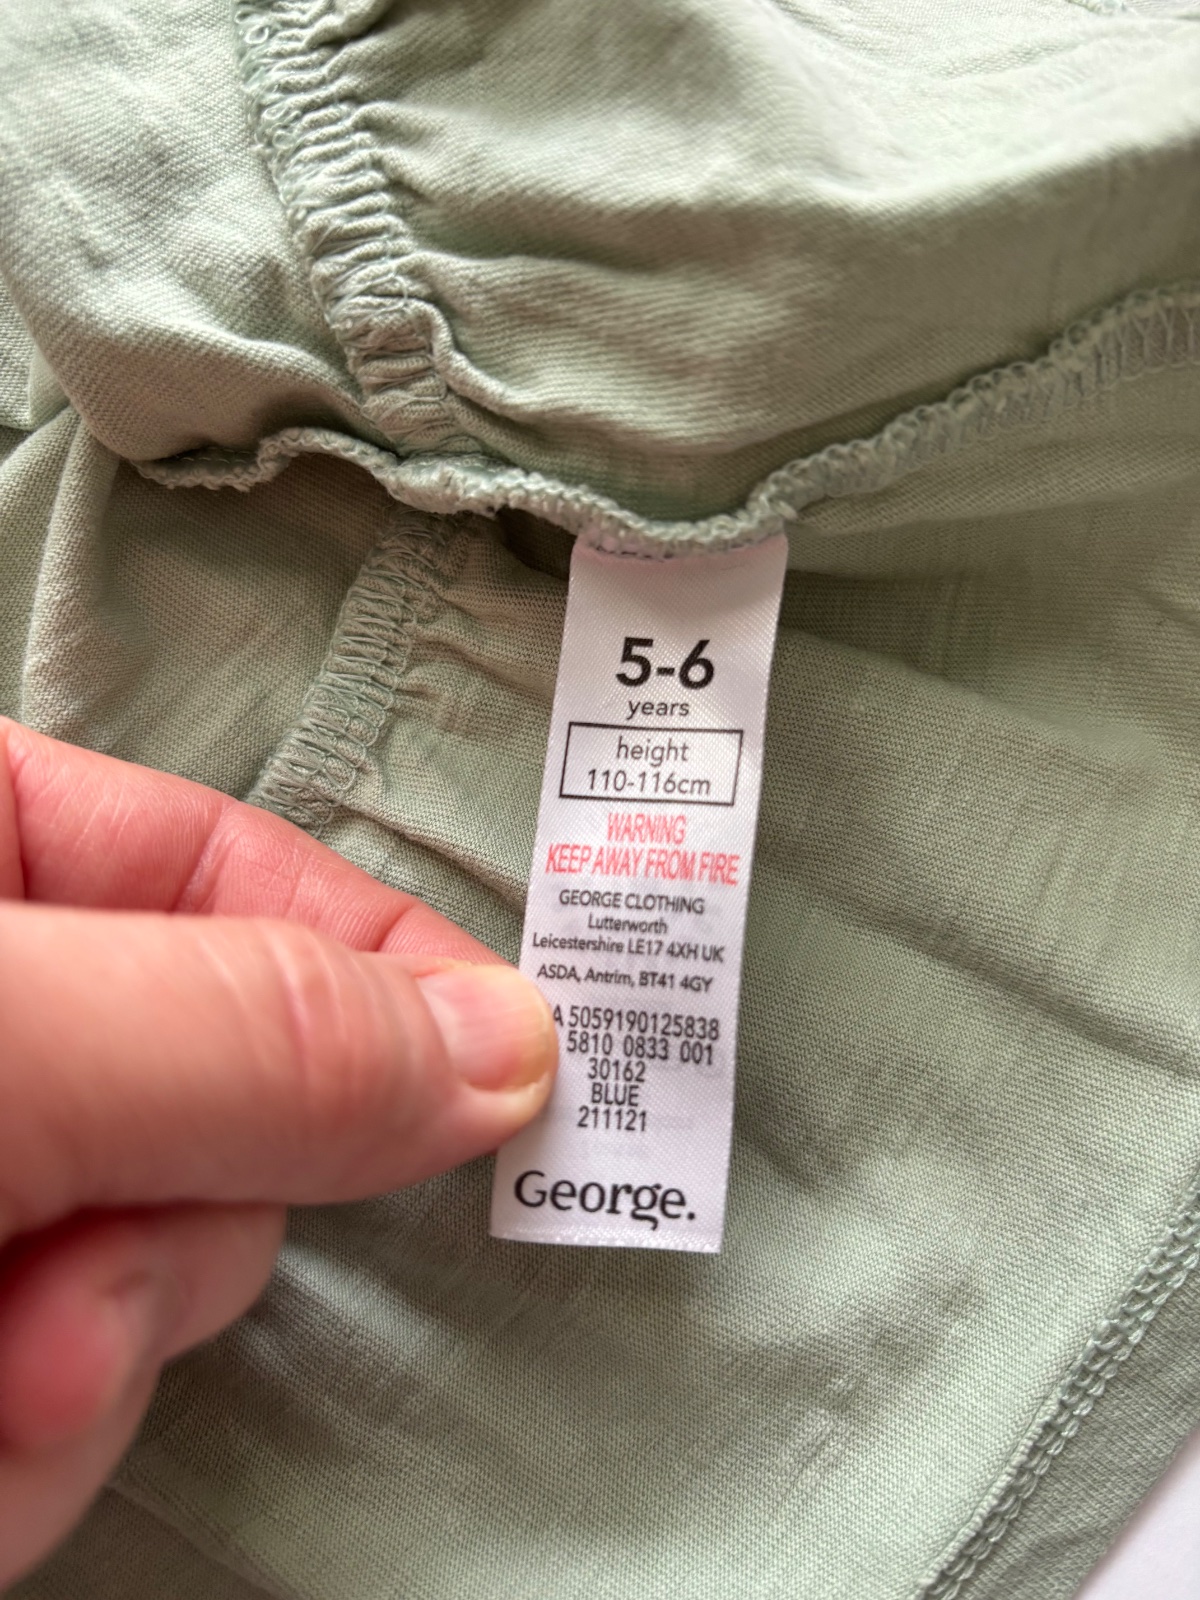 5-6
years
height
110-116cm
WARNING
KEEP AWAY FROM FIRE
GEORGE CLOTHING
Lutterworth
Leicestershire LE17 4XH UK
ASDA, Antrim, BT41 4GY
A 5059190125838
5810 0833 001
30162
BLUE
211121
George.